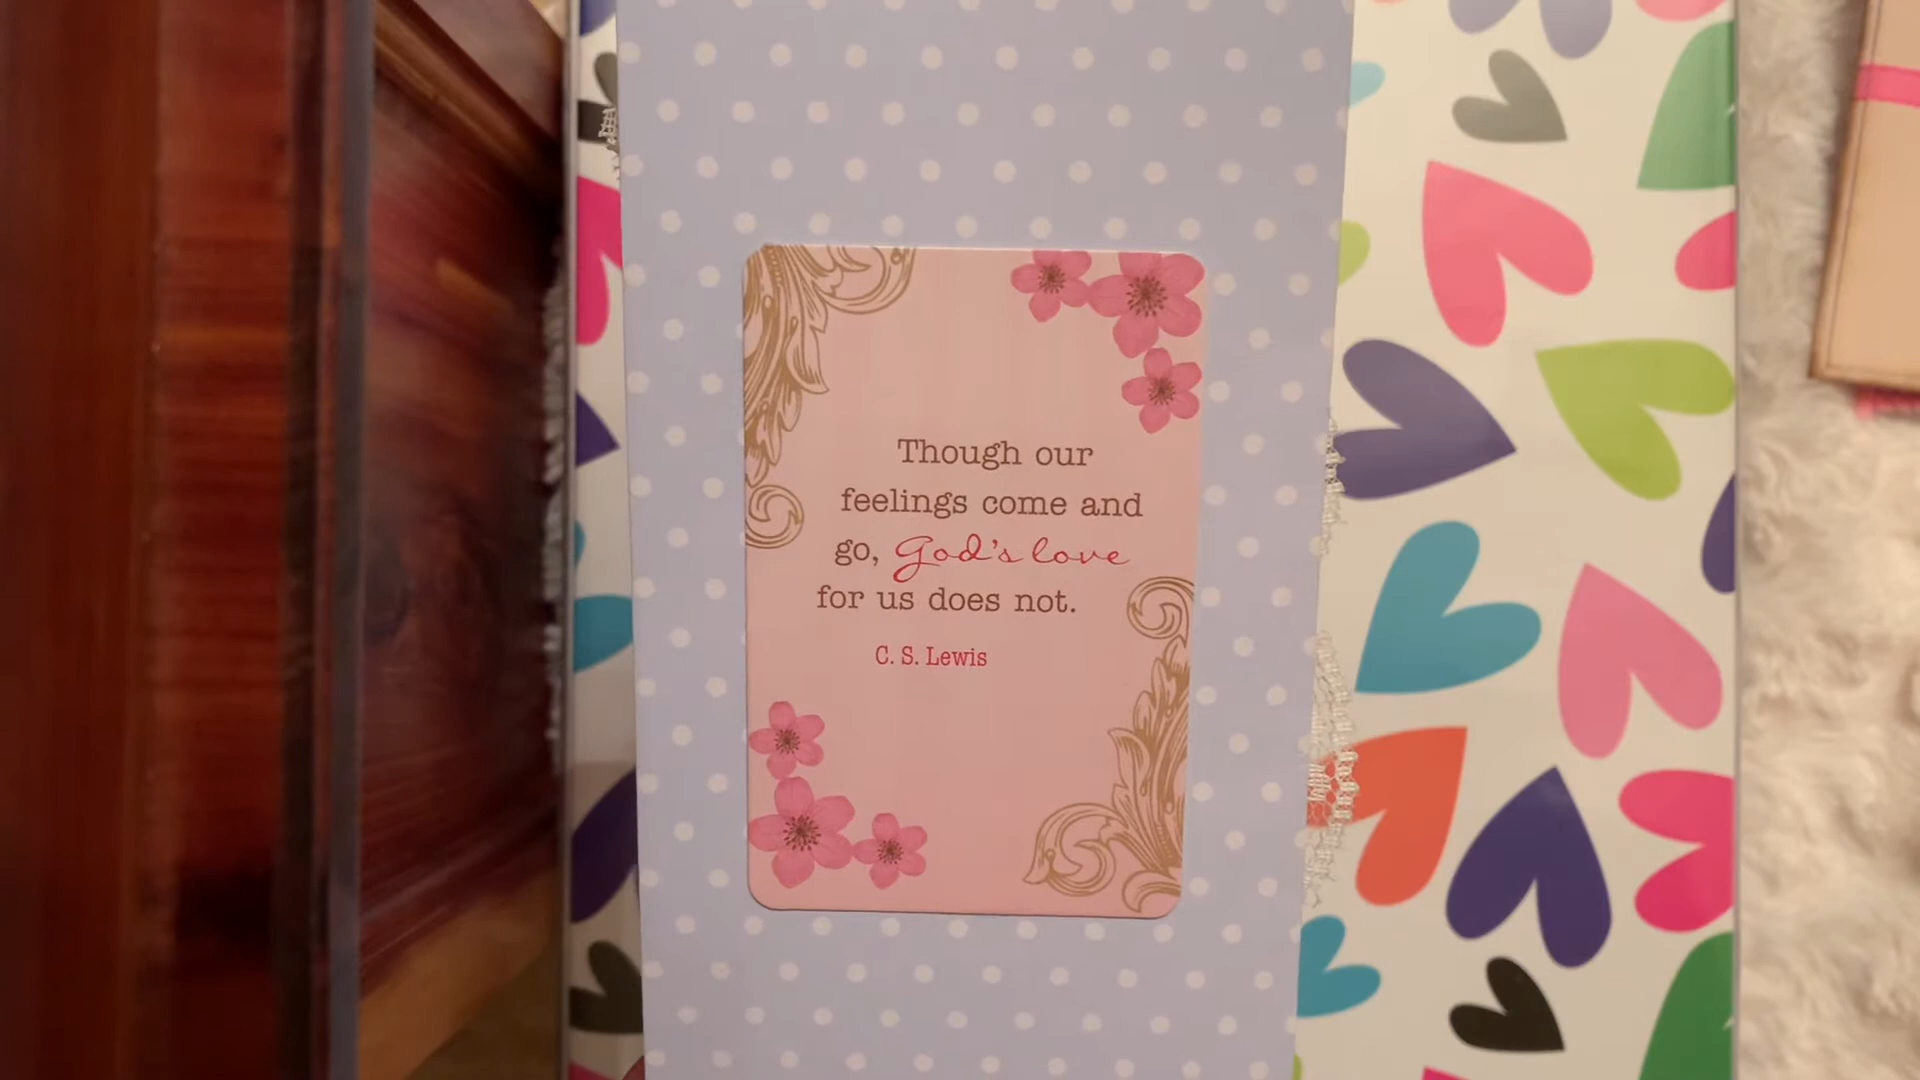 Though our
feelings come and
go, God's love
for us does not.
C. S. Lewis